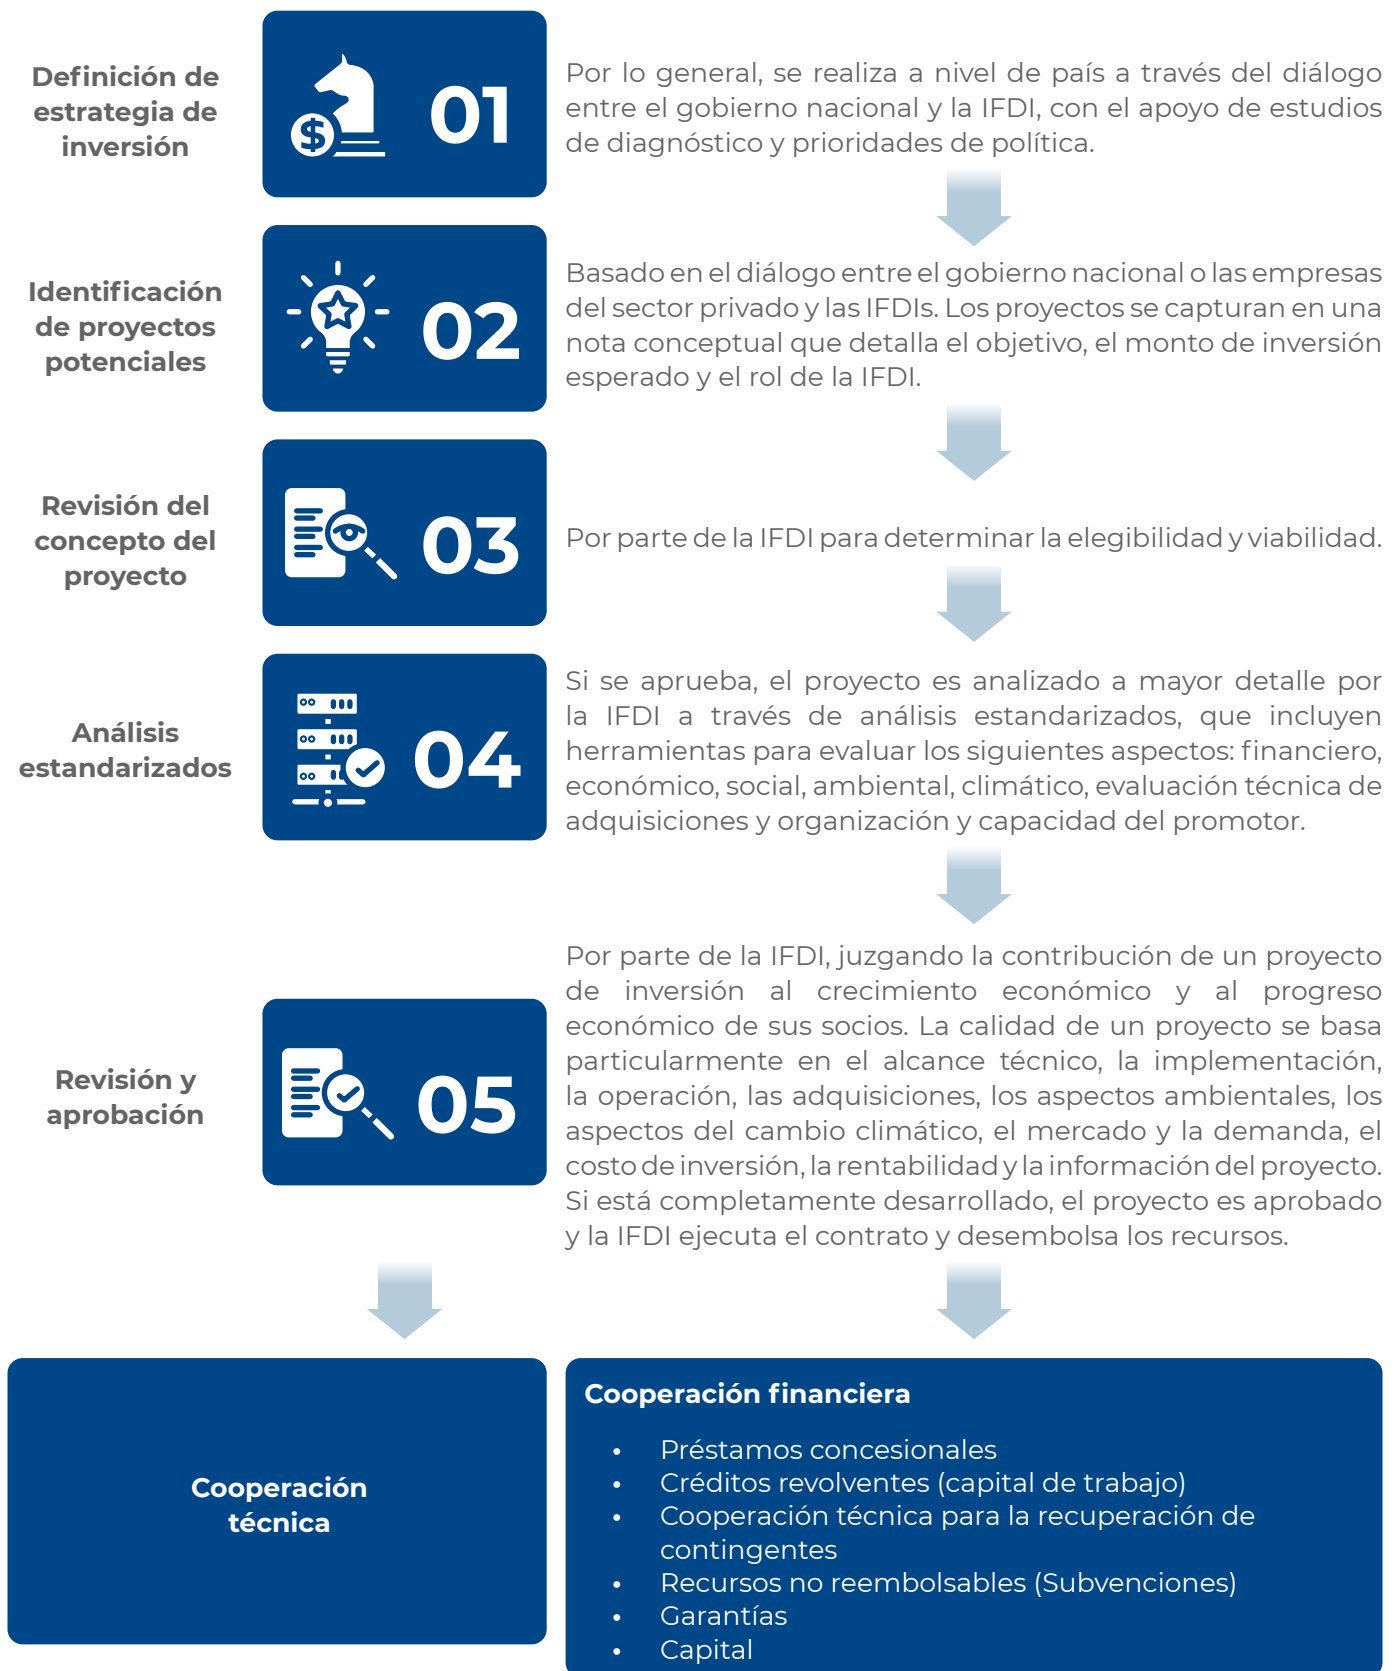 Definición de
estrategia de
inversión
$
01
Por lo general, se realiza a nivel de país a través del diálogo
entre el gobierno nacional y la IFDI, con el apoyo de estudios
de diagnóstico y prioridades de política.
Identificación
de proyectos
potenciales
02
Basado en el diálogo entre el gobierno nacional o las empresas
del sector privado y las IFDIs. Los proyectos se capturan en una
nota conceptual que detalla el objetivo, el monto de inversión
esperado y el rol de la IFDI.
Revisión del
concepto del
proyecto
03
Por parte de la IFDI para determinar la elegibilidad y viabilidad.
Análisis
estandarizados
04
Si se aprueba, el proyecto es analizado a mayor detalle por
la IFDI a través de análisis estandarizados, que incluyen
herramientas para evaluar los siguientes aspectos: financiero,
económico, social, ambiental, climático, evaluación técnica de
adquisiciones y organización y capacidad del promotor.
Revisión y
aprobación
05
Por parte de la IFDI, juzgando la contribución de un proyecto
de inversión al crecimiento económico y al progreso
económico de sus socios. La calidad de un proyecto se basa
particularmente en el alcance técnico, la implementación,
la operación, las adquisiciones, los aspectos ambientales, los
aspectos del cambio climático, el mercado y la demanda, el
costo de inversión, la rentabilidad y la información del proyecto.
Si está completamente desarrollado, el proyecto es aprobado
y la IFDI ejecuta el contrato y desembolsa los recursos.
Cooperación
técnica
Cooperación financiera
• Préstamos concesionales
• Créditos revolventes (capital de trabajo)
• Cooperación técnica para la recuperación de
contingentes
• Recursos no reembolsables (Subvenciones)
• Garantías
• Capital